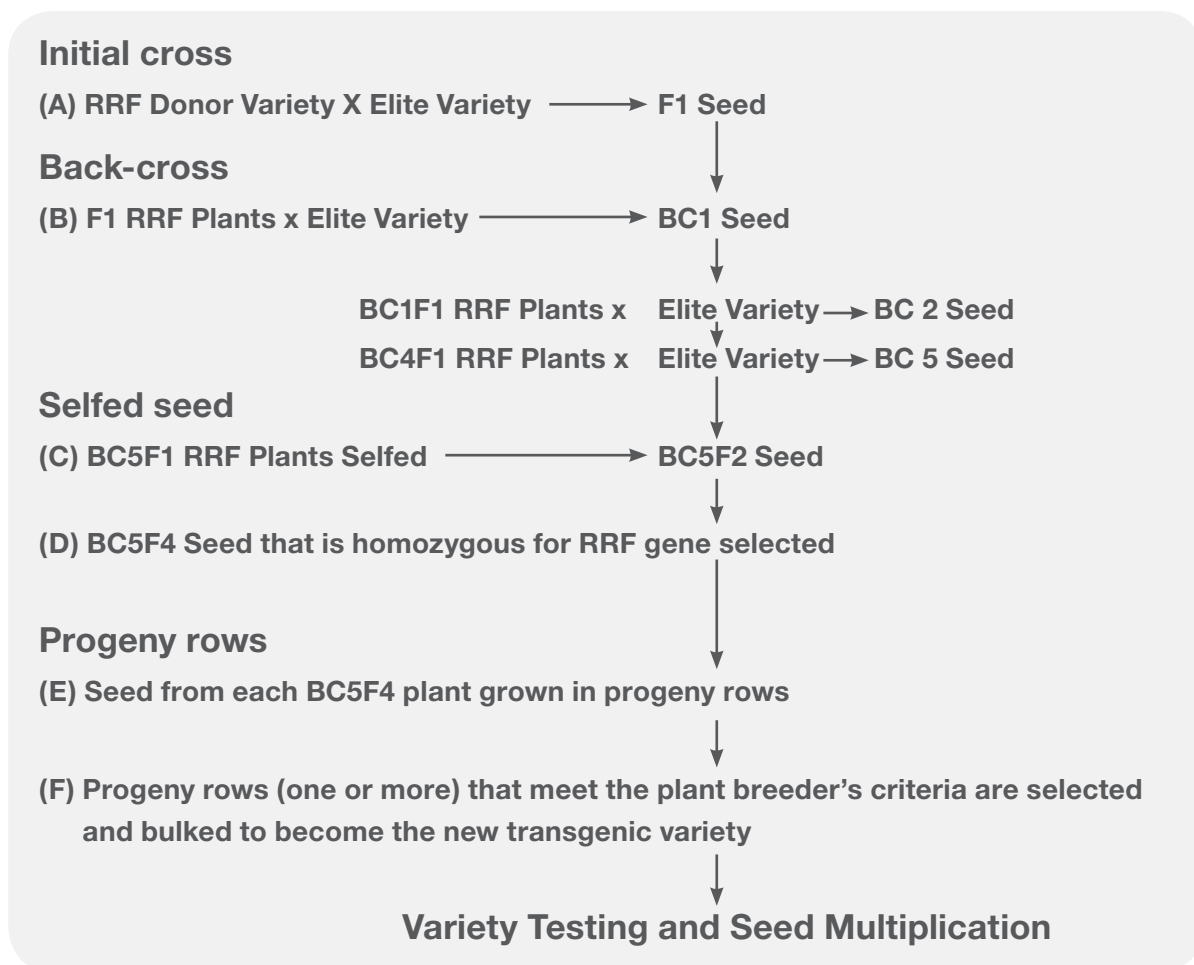 Initial cross
(A) RRF Donor Variety X Elite Variety F1 Seed
Back-cross
(B) F1 RRF Plants x Elite Variety BC1 Seed
BC1F1 RRF Plants x Elite Variety BC 2 Seed
BC4F1 RRF Plants x Elite Variety BC 5 Seed
Selfed seed
(C) BC5F1 RRF Plants Selfed BC5F2 Seed
(D) BC5F4 Seed that is homozygous for RRF gene selected
Progeny rows
(E) Seed from each BC5F4 plant grown in progeny rows
(F) Progeny rows (one or more) that meet the plant breeder’s criteria are selected
and bulked to become the new transgenic variety
Variety Testing and Seed Multiplication